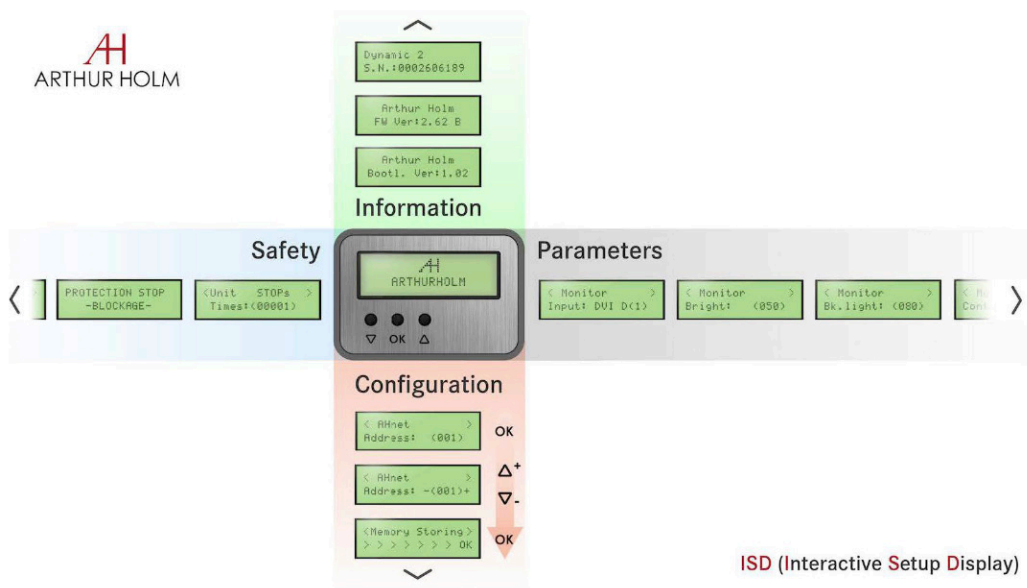 AH
ARTHUR HOLM
Dynamic 2
S.N.:0002606189
Arthur Holm
FW Ver:2.62 B
Arthur Holm
Bootl. Ver:1.02
Information
Safety
PROTECTION STOP
-BLOCKAGE-
<Unit STOPs >
Times:(00001)
AH
ARTHURHOLM
▽ OK △
Parameters
< Monitor >
Input: DVI D(1)
< Monitor >
Bright: (050)
< Monitor >
Bk.light: (080)
Configuration
< AHnet >
Address: (001)
OK
< AHnet >
Address: -(001)+
△+
▽-
<Memory Storing>
> > > > > > > OK
OK
ISD (Interactive Setup Display)